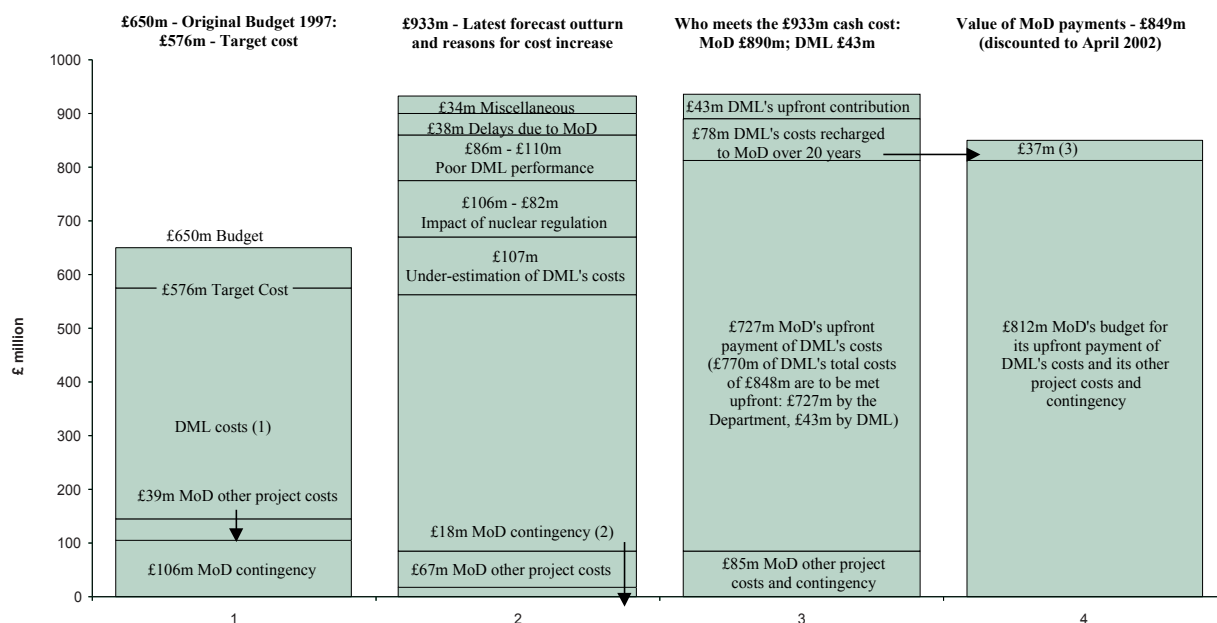 £650m - Original Budget 1997:
£576m - Target cost
£933m - Latest forecast outturn
and reasons for cost increase
Who meets the £933m cash cost:
MoD £890m; DML £43m
Value of MoD payments - £849m
(discounted to April 2002)
£ million
1000
900
800
700
600
500
400
300
200
100
0
£650m Budget
£576m Target Cost
DML costs (1)
£39m MoD other project costs
£106m MoD contingency
1
£34m Miscellaneous
£38m Delays due to MoD
£86m - £110m
Poor DML performance
£106m - £82m
Impact of nuclear regulation
£107m
Under-estimation of DML's costs
£18m MoD contingency (2)
£67m MoD other project costs
2
£43m DML's upfront contribution
£78m DML's costs recharged
to MoD over 20 years
£727m MoD's upfront
payment of DML's costs
(£770m of DML's total costs
of £848m are to be met
upfront: £727m by the
Department, £43m by DML)
£85m MoD other project
costs and contingency
3
£37m (3)
£812m MoD's budget for
its upfront payment of
DML's costs and its other
project costs and
contingency
4